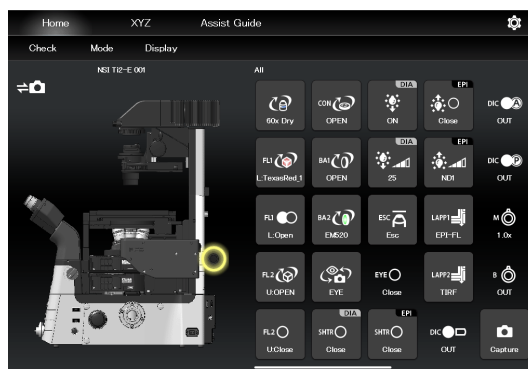 Home XYZ Assist Guide
Check Mode Display
NSI Ti2-E 001 All
DIA EPI
60x Dry CON OPEN ON Close DIC A OUT
DIA EPI
FL1 L:TexasRed_1 BA1 OPEN 25 ND1 DIC P OUT
FL1 L:Open BA2 EM520 ESC Esc LAPP1 EPI-FL M 1.0x
FL2 U:OPEN EYE EYE Close LAPP2 TIRF B OUT
DIA EPI
FL2 U:Close SHTR Close SHTR Close DIC OUT Capture